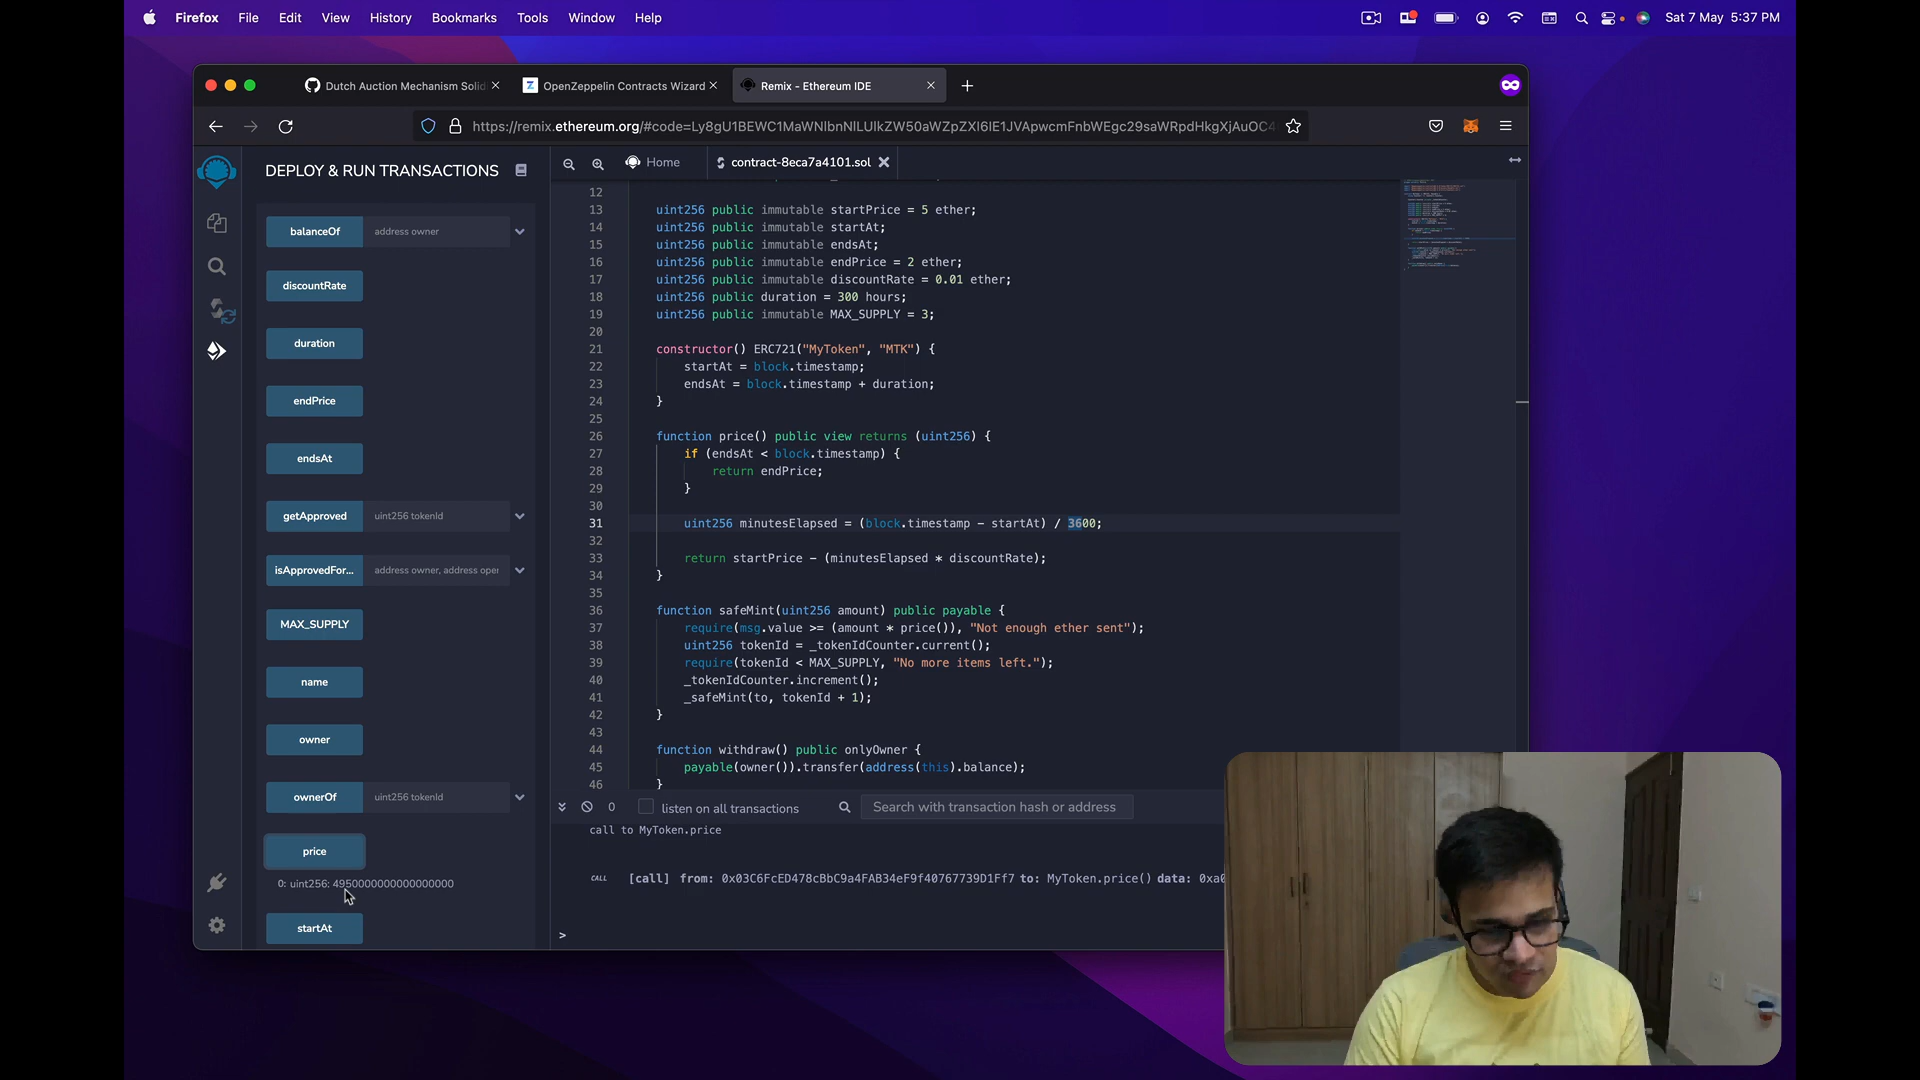 Firefox File Edit View History Bookmarks Tools Window Help
Sat 7 May 5:37 PM
Dutch Auction Mechanism Solid
OpenZeppelin Contracts Wizard
Remix - Ethereum IDE
https://remix.ethereum.org/#code=
DEPLOY & RUN TRANSACTIONS
Home
contract-8eca7a4101.sol
balanceOf address owner
discountRate
duration
endPrice
endsAt
getApproved uint256 tokenId
isApprovedFor... address owner, address oper
MAX_SUPPLY
name
owner
ownerOf uint256 tokenId
price
0: uint256: 4950000000000000000
startAt
12
13 uint256 public immutable startPrice = 5 ether;
14 uint256 public immutable startAt;
15 uint256 public immutable endsAt;
16 uint256 public immutable endPrice = 2 ether;
17 uint256 public immutable discountRate = 0.01 ether;
18 uint256 public duration = 300 hours;
19 uint256 public immutable MAX_SUPPLY = 3;
20
21 constructor() ERC721("MyToken", "MTK") {
22 startAt = block.timestamp;
23 endsAt = block.timestamp + duration;
24 }
25
26 function price() public view returns (uint256) {
27 if (endsAt < block.timestamp) {
28 return endPrice;
29 }
30
31 uint256 minutesElapsed = (block.timestamp - startAt) / 3600;
32
33 return startPrice - (minutesElapsed * discountRate);
34 }
35
36 function safeMint(uint256 amount) public payable {
37 require(msg.value >= (amount * price()), "Not enough ether sent");
38 uint256 tokenId = _tokenIdCounter.current();
39 require(tokenId < MAX_SUPPLY, "No more items left.");
40 _tokenIdCounter.increment();
41 _safeMint(to, tokenId + 1);
42 }
43
44 function withdraw() public onlyOwner {
45 payable(owner()).transfer(address(this).balance);
46 }
0 listen on all transactions Search with transaction hash or address
call to MyToken.price
CALL [call] from: 0x03C6FcED478cBbC9a4FAB34eF9f40767739D1Ff7 to: MyToken.price() data: 0xa0
>